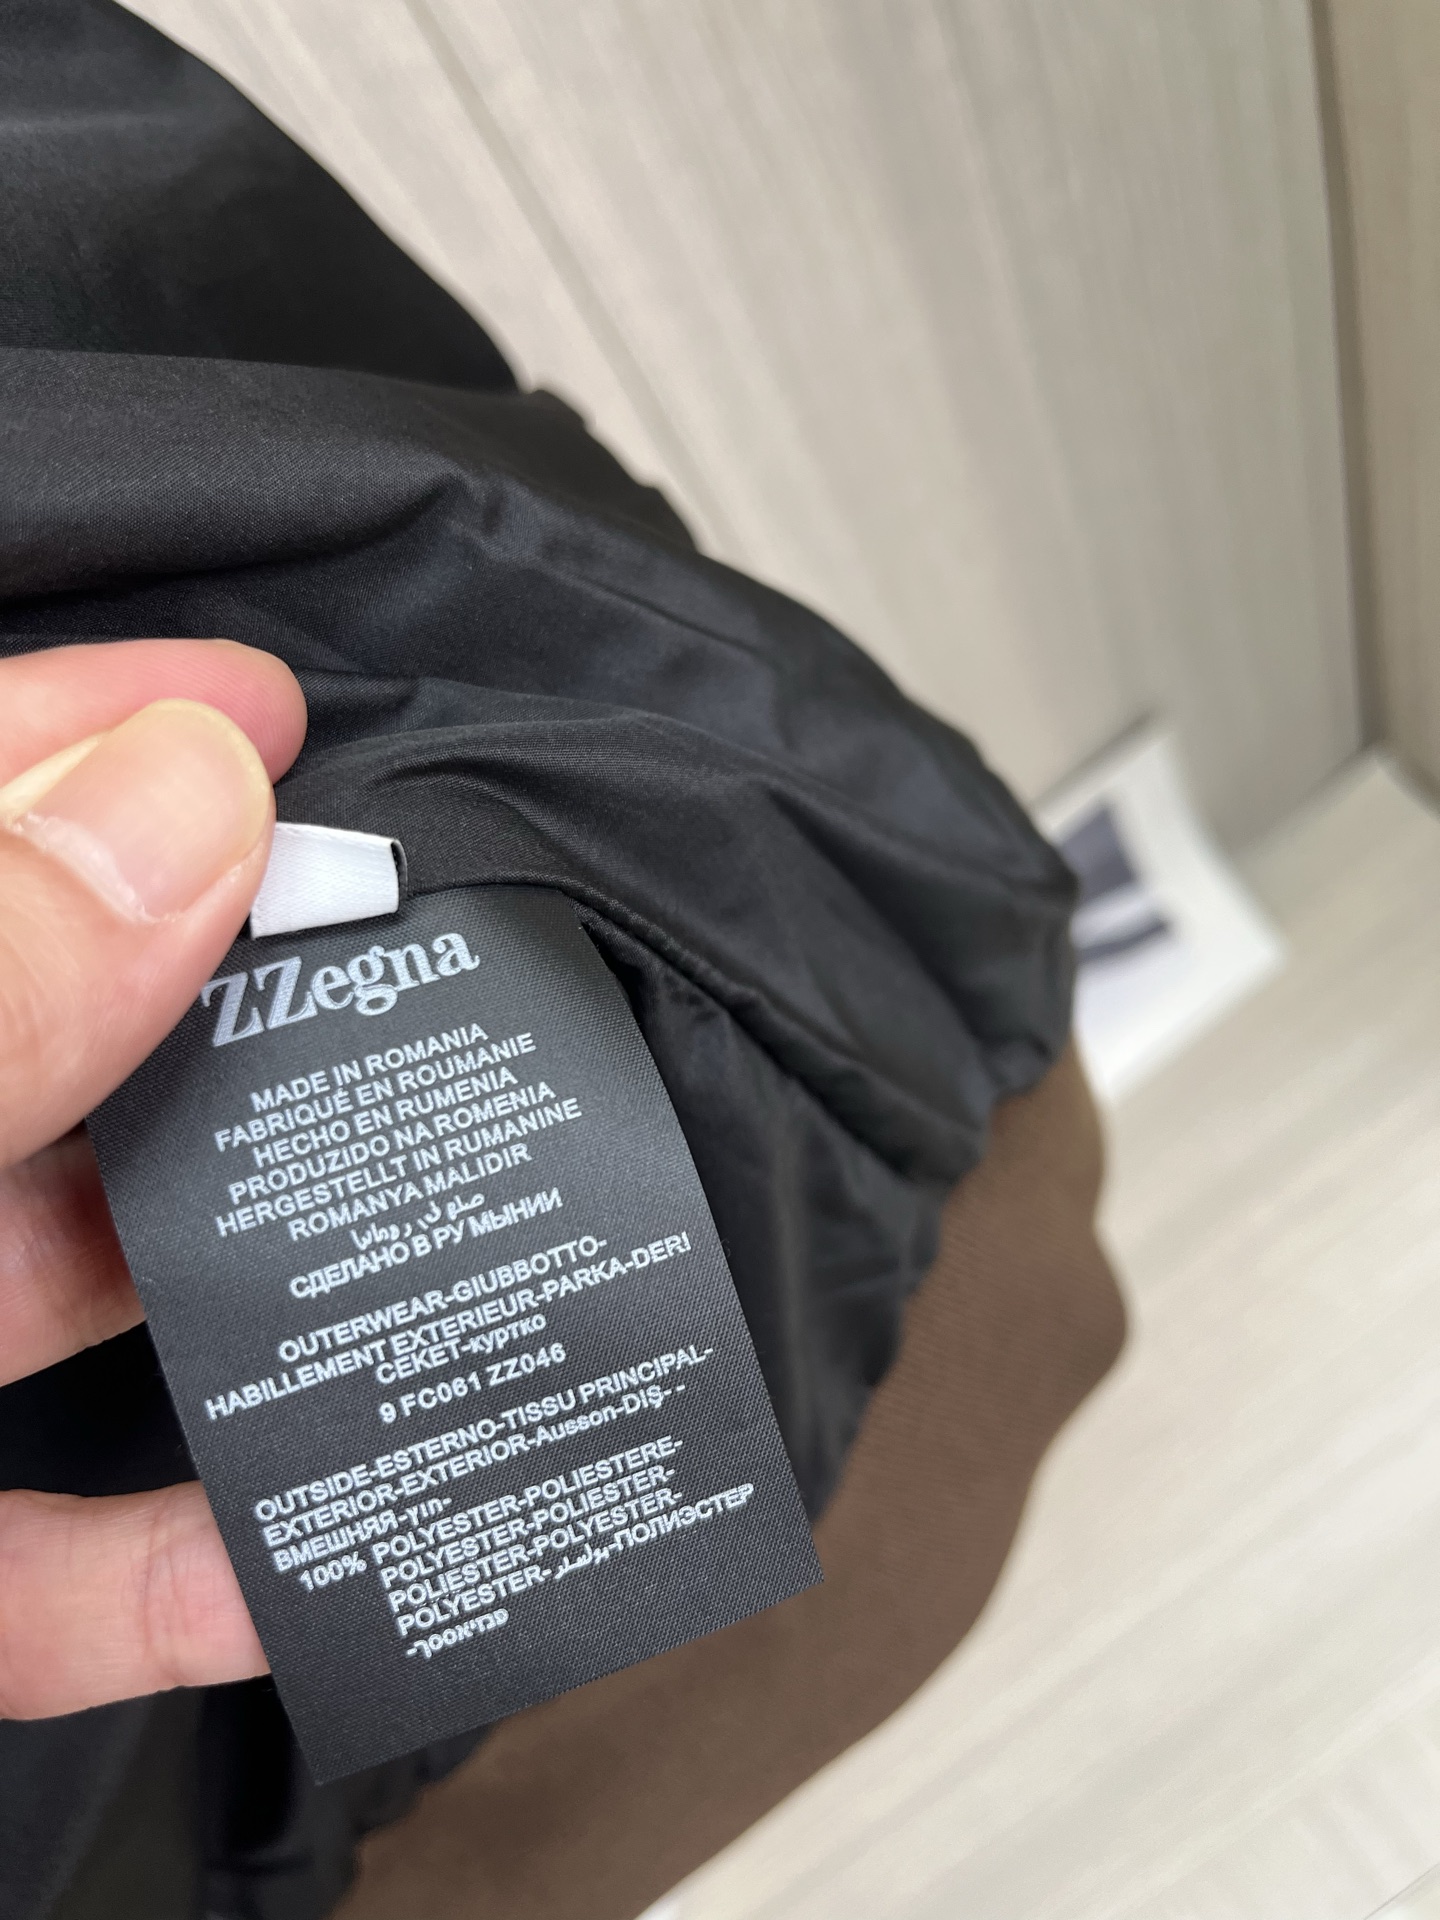 ZZegna
MADE IN ROMANIA
FABRIQUÉ EN ROUMANIE
HECHO EN RUMENIA
PRODUZIDO NA ROMENIA
HERGESTELLT IN RUMANINE
ROMANYA MALIDIR
СДЕЛАНО В РУ МЫНИИ
OUTERWEAR-GIUBBOTTO-
HABILLEMENT EXTERIEUR-PARKA-DERI
CEKET-куртко
9 FC061 ZZ046
OUTSIDE-ESTERNO-TISSU PRINCIPAL-
EXTERIOR-EXTERIOR-Ausson-DIŞ- -
ВМЕШНЯЯ-γιπ-
100% POLYESTER-POLIESTERE-
POLYESTER-POLIESTER-
POLIESTER-POLYESTER-
POLYESTER- -ПОЛИЭСТЕР